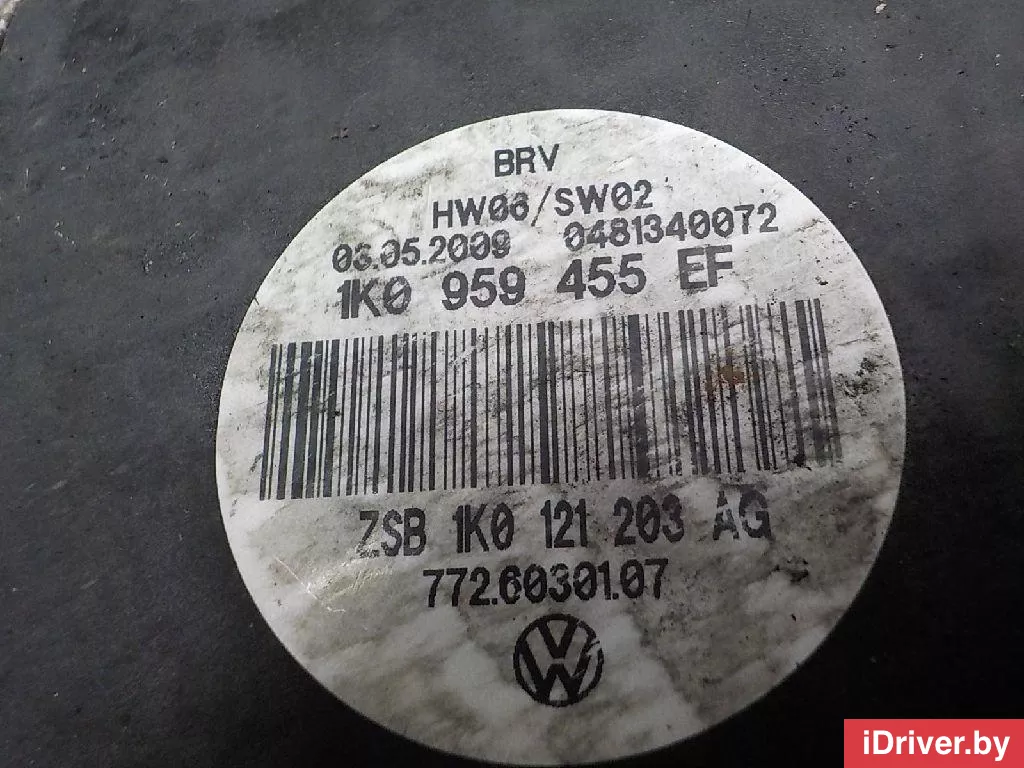 BRV
HW06/SW02
03.05.2009 0481340072
1K0 959 455 EF
ZSB 1K0 121 203 AG
772.60301.07
iDriver.by